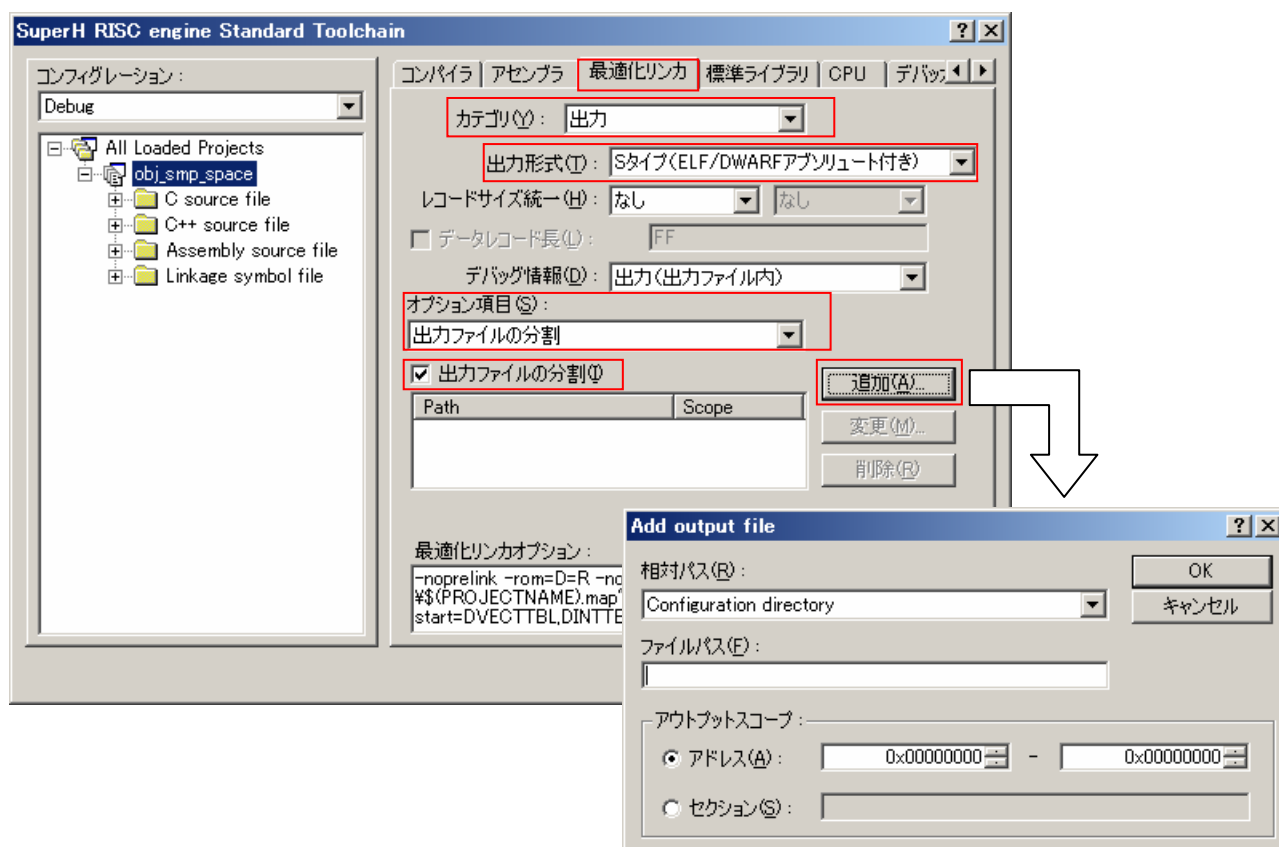 SuperH RISC engine Standard Toolchain
コンフィグレーション :
Debug
All Loaded Projects
obj_smp_space
C source file
C++ source file
Assembly source file
Linkage symbol file
コンパイラ アセンブラ 最適化リンカ 標準ライブラリ CPU デバッ
カテゴリ(Y) : 出力
出力形式(T) : Sタイプ(ELF/DWARFアブソリュート付き)
レコードサイズ統一(H) : なし なし
データレコード長(L) : FF
デバッグ情報(D) : 出力(出力ファイル内)
オプション項目(S) :
出力ファイルの分割
出力ファイルの分割(I)
Path Scope
追加(A)...
変更(M)...
削除(R)
最適化リンカオプション :
-noprelink -rom=D=R -no
¥$(PROJECTNAME).map"
start=DVECTTBL,DINTTE
Add output file
相対パス(R) :
Configuration directory
OK
キャンセル
ファイルパス(F) :
アウトプットスコープ :
アドレス(A) : 0x00000000 - 0x00000000
セクション(S) :